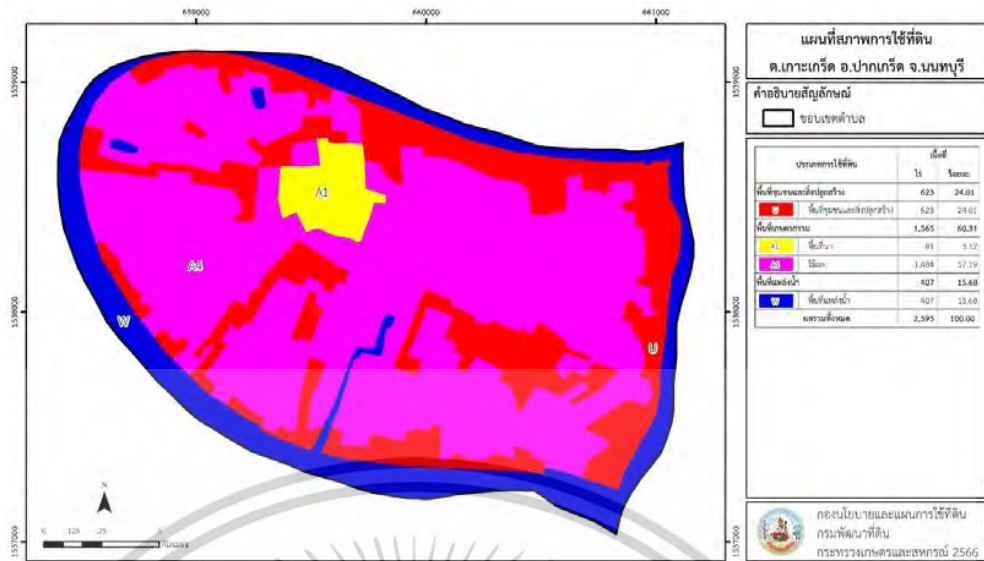 659000
660000
661000
1539000
1539000
1538000
1538000
1537000
1537000
A1
A4
W
U
N
แผนที่สภาพการใช้ที่ดิน
ต.เกาะเกร็ด อ.ปากเกร็ด จ.นนทบุรี
คำอธิบายสัญลักษณ์
ขอบเขตตำบล
ประเภทการใช้ที่ดิน
เนื้อที่
ไร่
ร้อยละ
พื้นที่ชุมชนและสิ่งปลูกสร้าง 623 24.01
U พื้นที่ชุมชนและสิ่งปลูกสร้าง 623 24.01
พื้นที่เกษตรกรรม 1,565 60.31
A1 พื้นที่นา 81 3.12
A4 ไม้ผล 1,484 57.19
พื้นที่แหล่งน้ำ 407 15.68
W พื้นที่แหล่งน้ำ 407 15.68
ผลรวมทั้งหมด 2,595 100.00
กองนโยบายและแผนการใช้ที่ดิน
กรมพัฒนาที่ดิน
กระทรวงเกษตรและสหกรณ์ 2566